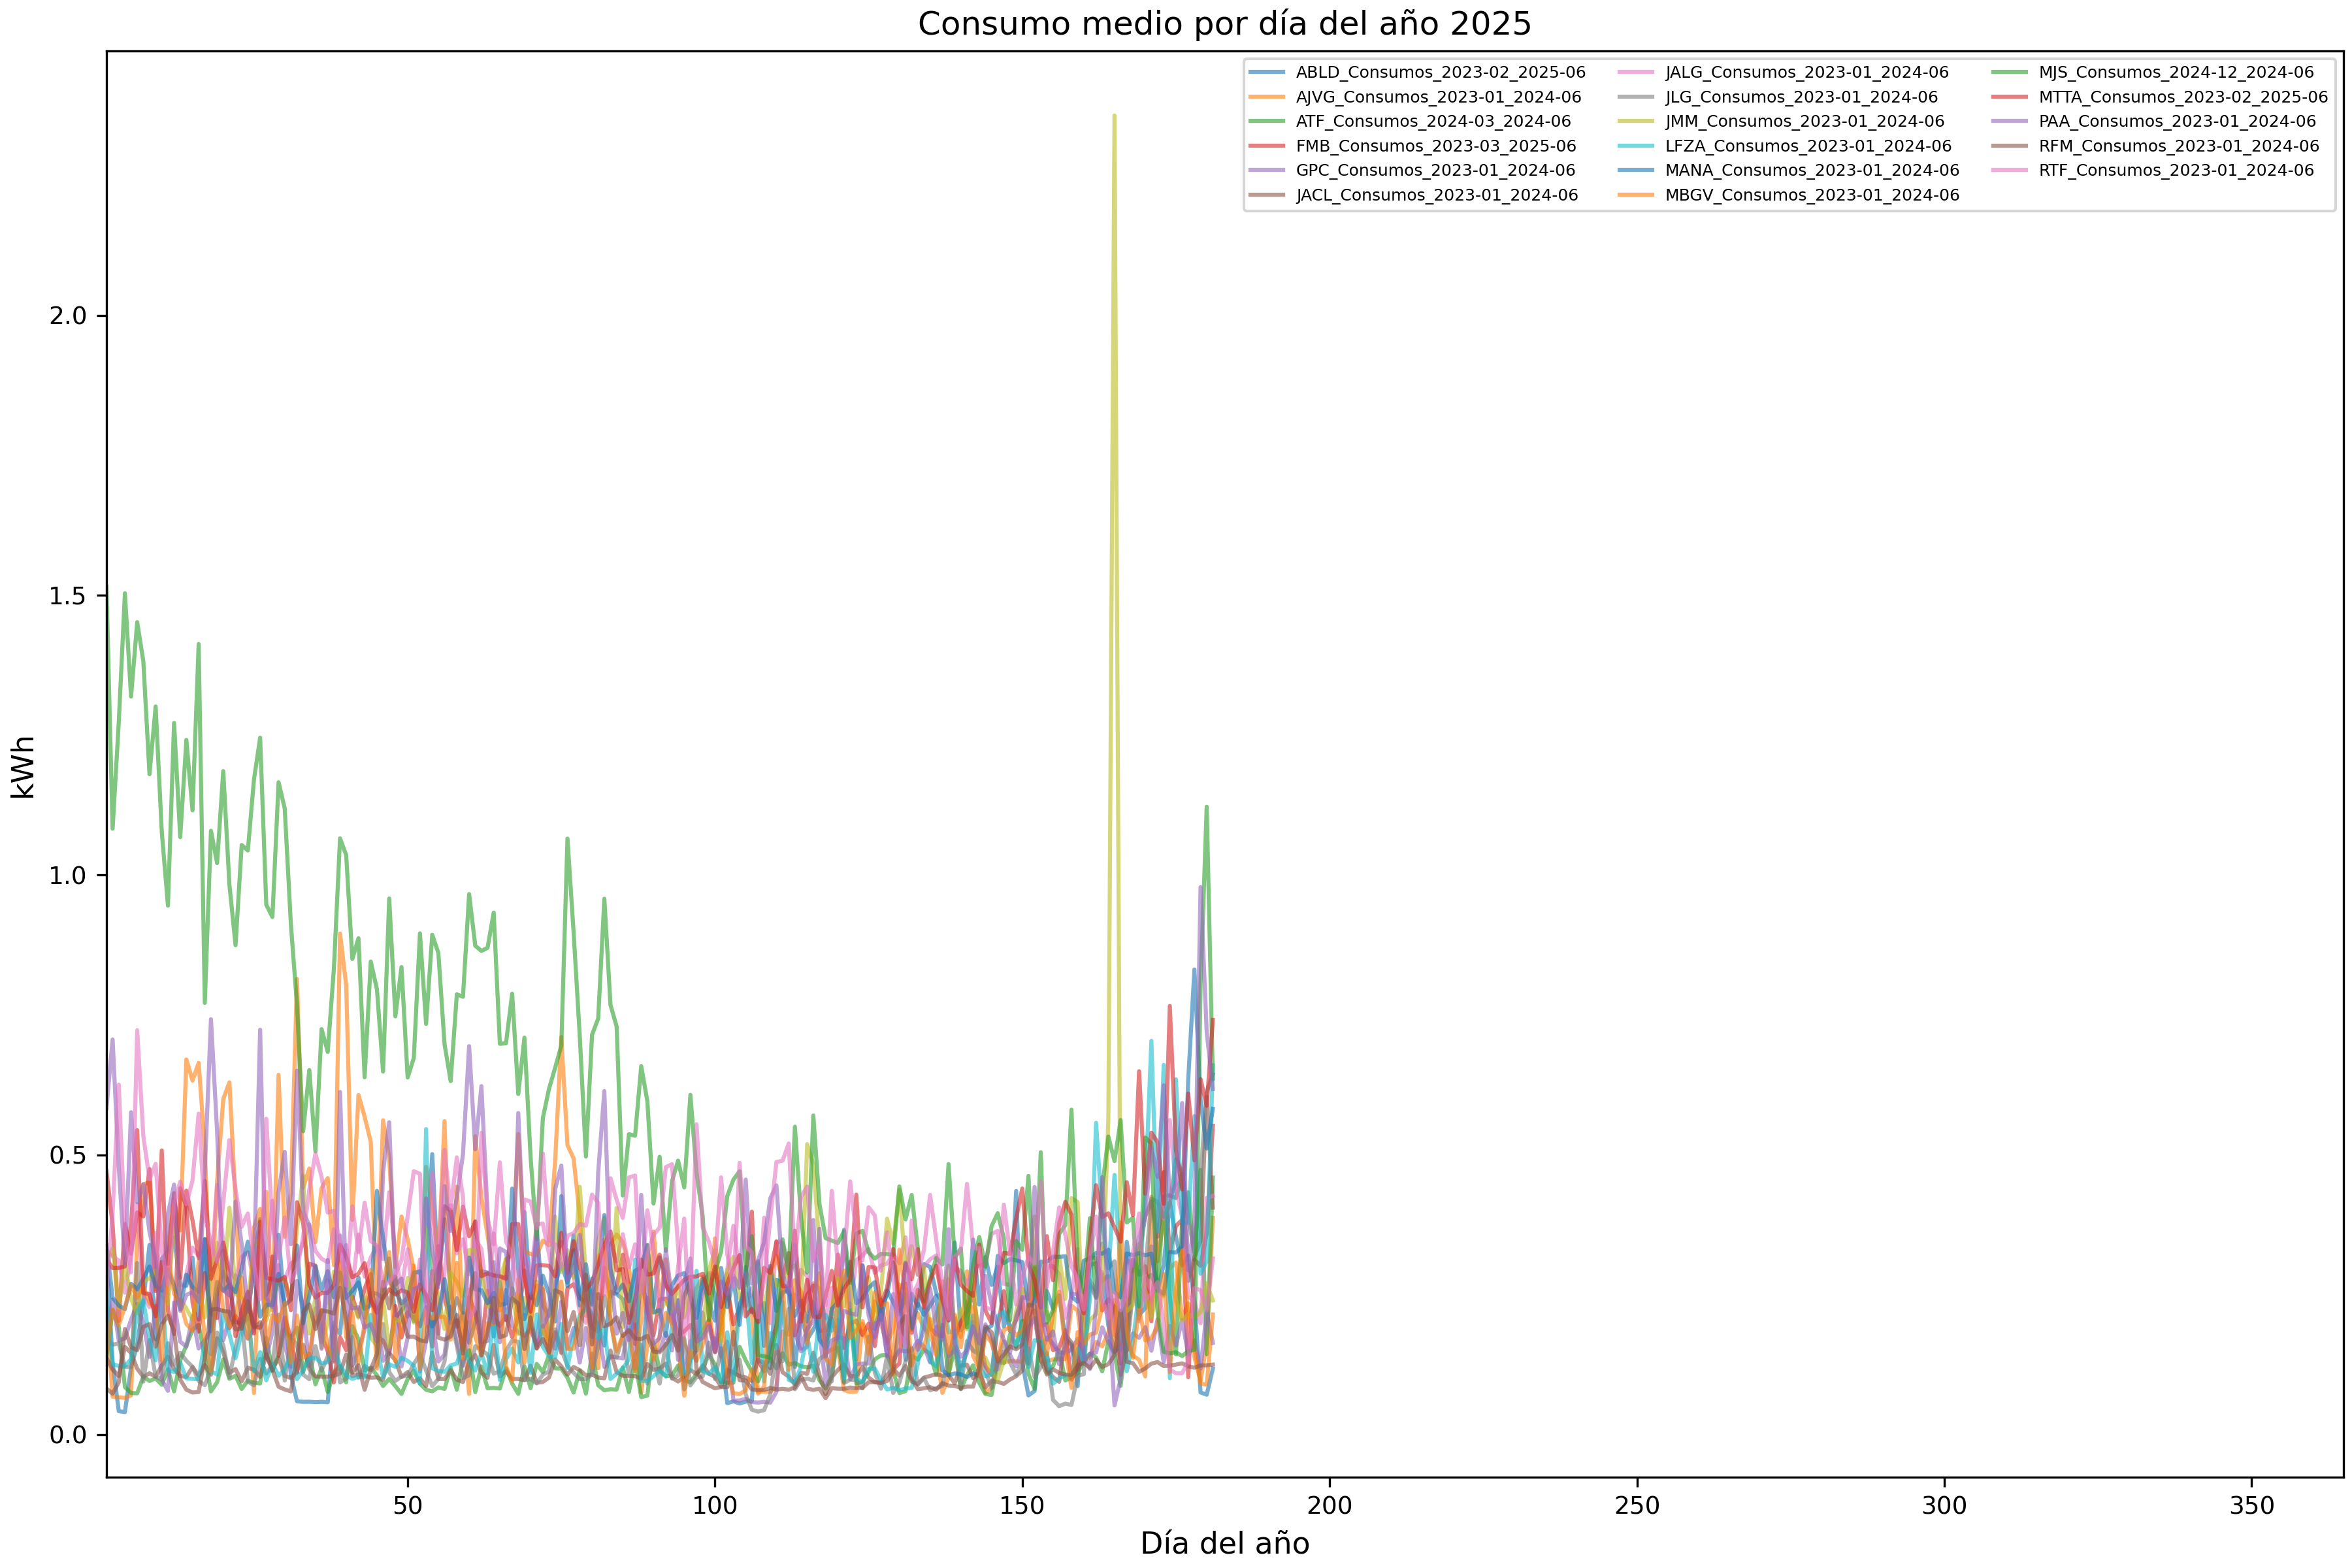 Consumo medio por día del año 2025
ABLD_Consumos_2023-02_2025-06
AJVG_Consumos_2023-01_2024-06
ATF_Consumos_2024-03_2024-06
FMB_Consumos_2023-03_2025-06
GPC_Consumos_2023-01_2024-06
JACL_Consumos_2023-01_2024-06
JALG_Consumos_2023-01_2024-06
JLG_Consumos_2023-01_2024-06
JMM_Consumos_2023-01_2024-06
LFZA_Consumos_2023-01_2024-06
MANA_Consumos_2023-01_2024-06
MBGV_Consumos_2023-01_2024-06
MJS_Consumos_2024-12_2024-06
MTTA_Consumos_2023-02_2025-06
PAA_Consumos_2023-01_2024-06
RFM_Consumos_2023-01_2024-06
RTF_Consumos_2023-01_2024-06
kWh
2.0
1.5
1.0
0.5
0.0
50 100 150 200 250 300 350
Día del año